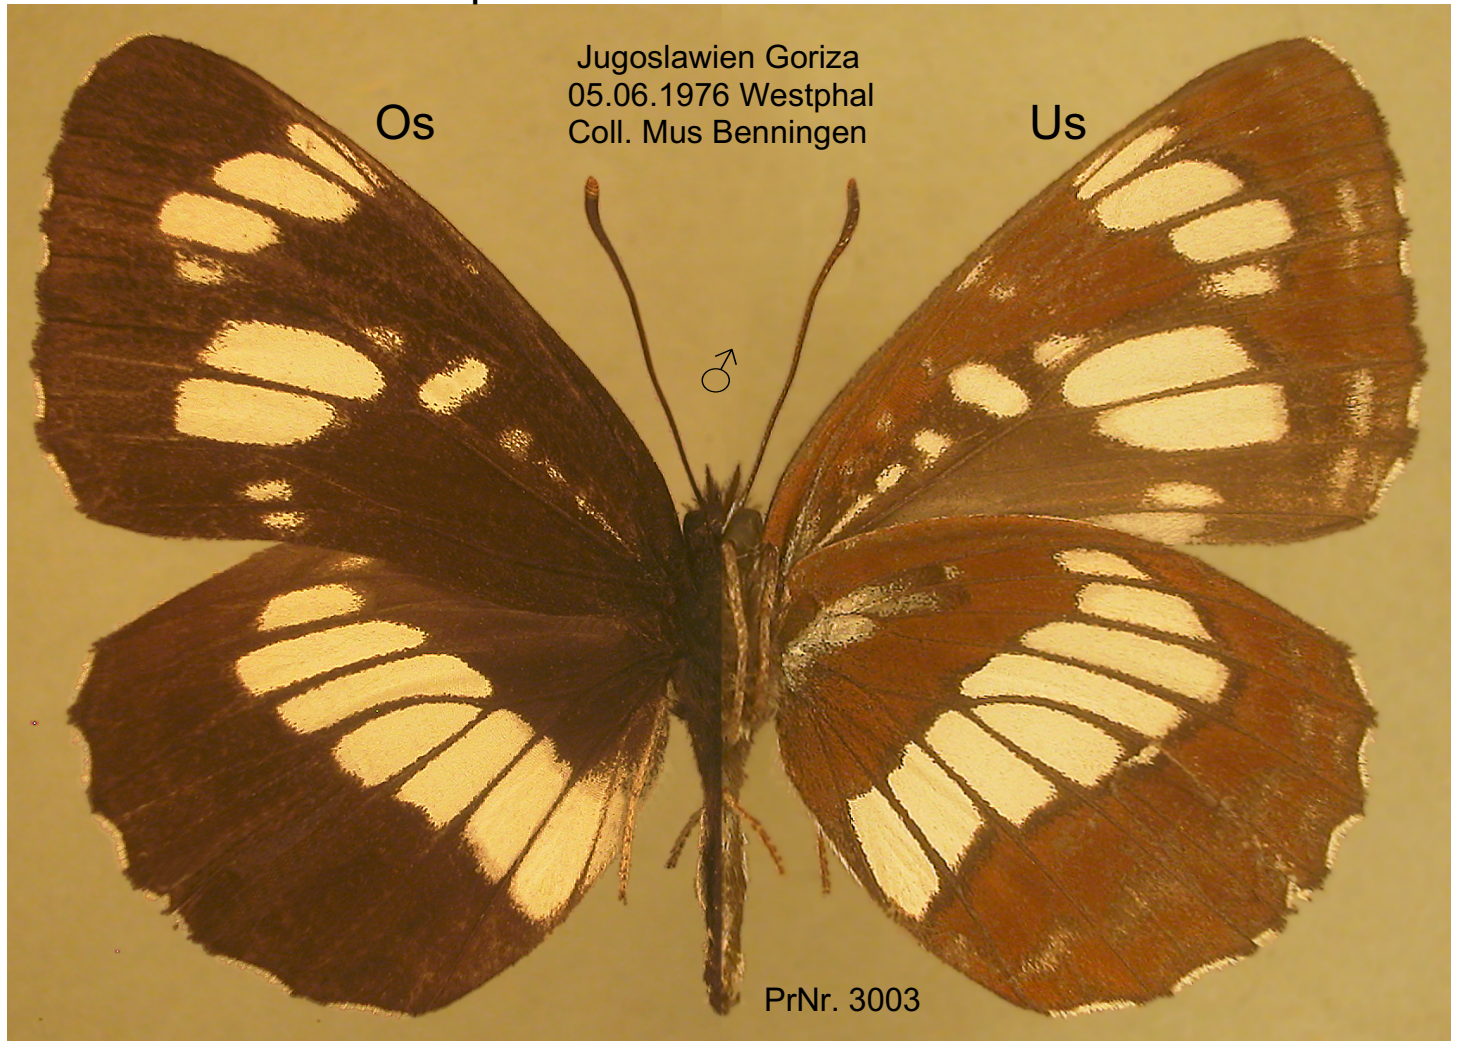 Jugoslawien Goriza
05.06.1976 Westphal
Coll. Mus Benningen
Os
Us
♂
PrNr. 3003